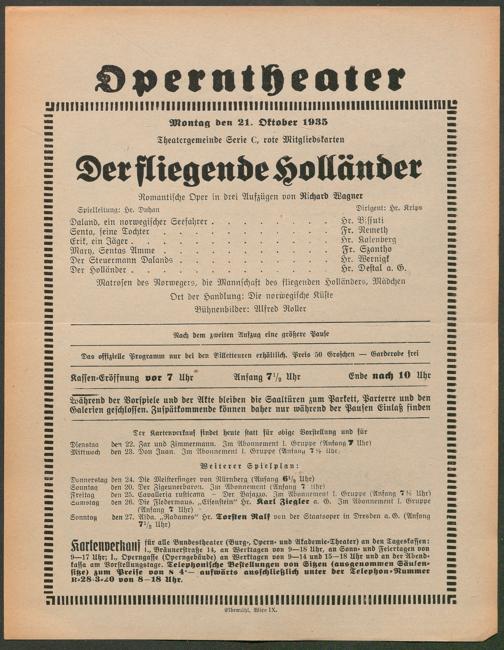 Operntheater
Montag den 21. Oktober 1935
Theatergemeinde Serie C, rote Mitgliedskarten
Der fliegende Holländer
Romantische Oper in drei Aufzügen von Richard Wagner
Spielleitung: Hr. Duhan Dirigent: Hr. Krips
Daland, ein norwegischer Seefahrer . . . . . . . . . Hr. Bissuti
Senta, seine Tochter . . . . . . . . . Fr. Nemeth
Erik, ein Jäger . . . . . . . . . Hr. Kalenberg
Mary, Sentas Amme . . . . . . . . . Fr. Szantho
Der Steuermann Dalands . . . . . . . . . Hr. Wernigk
Der Holländer . . . . . . . . . Hr. Destal a. G.
Matrosen des Norwegers, die Mannschaft des fliegenden Holländers, Mädchen
Ort der Handlung: Die norwegische Küste
Bühnenbilder: Alfred Roller
Nach dem zweiten Aufzug eine größere Pause
Das offizielle Programm nur bei den Billetteuren erhältlich. Preis 50 Groschen — Garderobe frei
Kassen-Eröffnung vor 7 Uhr Anfang 7½ Uhr Ende nach 10 Uhr
Während der Vorspiele und der Akte bleiben die Saaltüren zum Parkett, Parterre und den
Galerien geschlossen. Zuspätkommende können daher nur während der Pausen Einlaß finden
Der Kartenverkauf findet heute statt für obige Vorstellung und für
Dienstag den 22. Zar und Zimmermann. Im Abonnement I. Gruppe (Anfang 7 Uhr)
Mittwoch den 23. Don Juan. Im Abonnement I. Gruppe (Anfang 7 Uhr)
Weiterer Spielplan:
Donnerstag den 24. Die Meistersinger von Nürnberg (Anfang 6½ Uhr)
Samstag den Der Zigeunerbaron. Im Abonnement (Anfang 7 Uhr)
Freitag den 25. Cavalleria rusticana — Der Bajazzo. Im Abonnement I. Gruppe (Anfang 7½ Uhr)
Samstag den 26. Die Fledermaus. „Eisenstein" Hr. Karl Ziegler a. G. Im Abonnement I. Gruppe
(Anfang 7 Uhr)
Sonntag den 27. Aida. „Radames" Hr. Torsten Ralf von der Staatsoper in Dresden a. G. (Anfang
7½ Uhr)
Kartenverkauf für alle Bundestheater (Burg-, Opern- und Akademie-Theater) an den Tageskassen:
I., Bräunerstraße 14, an Werktagen von 9—18 Uhr, an Sonn- und Feiertagen von
9—17 Uhr; I., Operngasse (Operngebäude) an Werktagen von 9—14 und 15—18 Uhr und an der Abend-
kassa am Vorstellungstage. Telephonische Bestellungen von Sitzen (ausgenommen Säulen-
sitze) zum Preise von S 4·— aufwärts ausschließlich unter der Telephon-Nummer
R-28-3-20 von 8—18 Uhr.
Elbemühl, Wien IX.